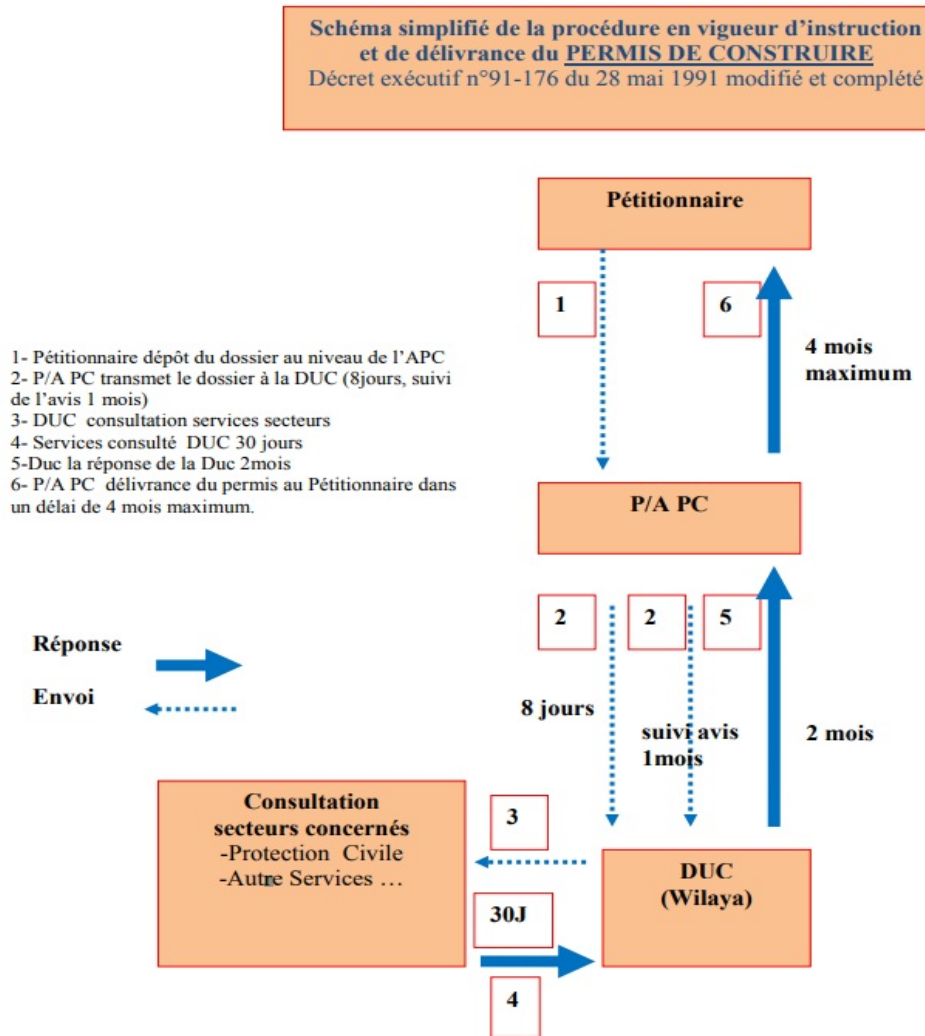 Schéma simplifié de la procédure en vigueur d'instruction
et de délivrance du PERMIS DE CONSTRUIRE
Décret exécutif n°91-176 du 28 mai 1991 modifié et complété
Pétitionnaire
1
6
4 mois
maximum
1- Pétitionnaire dépôt du dossier au niveau de l'APC
2- P/A PC transmet le dossier à la DUC (8jours, suivi
de l'avis 1 mois)
3- DUC consultation services secteurs
4- Services consulté DUC 30 jours
5-Duc la réponse de la Duc 2mois
6- P/A PC délivrance du permis au Pétitionnaire dans
un délai de 4 mois maximum.
P/A PC
2
2
5
Réponse
Envoi
8 jours
suivi avis
1mois
2 mois
Consultation
secteurs concernés
-Protection Civile
-Autre Services …
3
30J
4
DUC
(Wilaya)